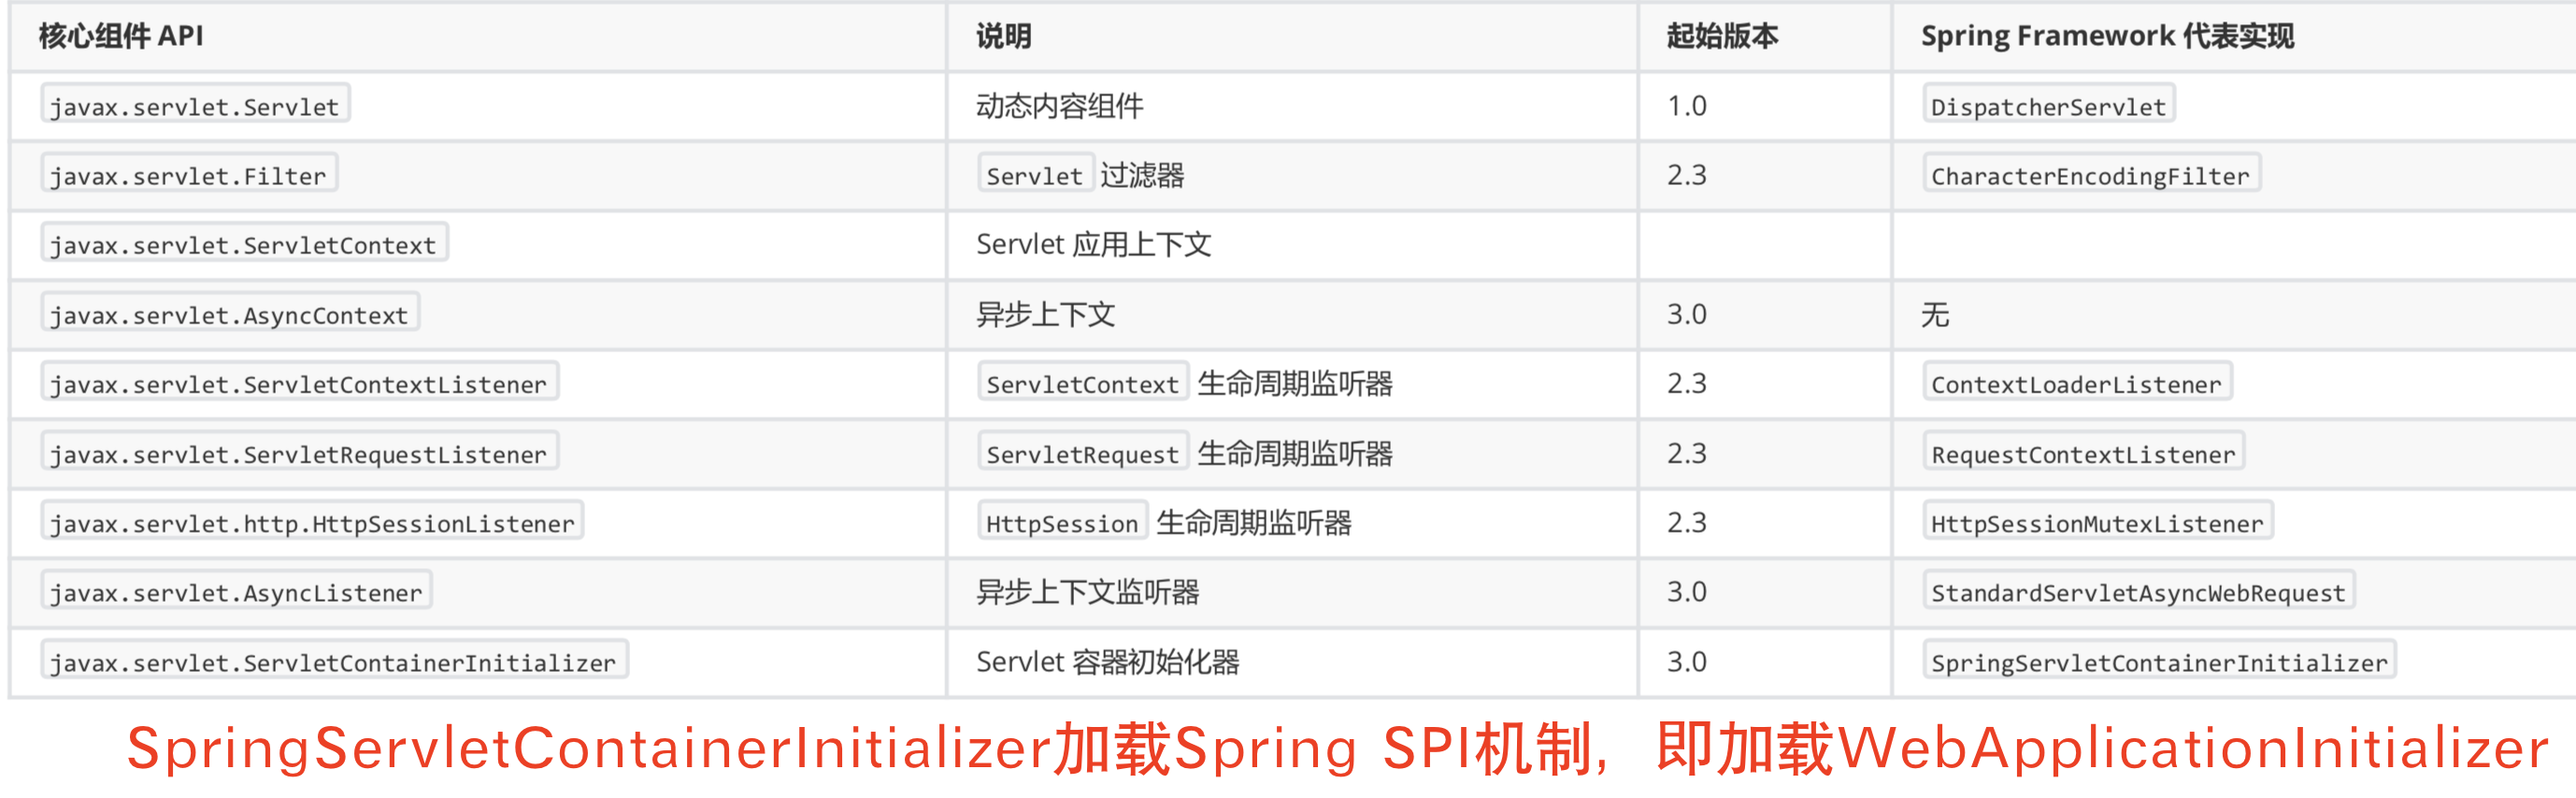 核心组件 API 说明 起始版本 Spring Framework 代表实现
javax.servlet.Servlet 动态内容组件 1.0 DispatcherServlet
javax.servlet.Filter Servlet 过滤器 2.3 CharacterEncodingFilter
javax.servlet.ServletContext Servlet 应用上下文
javax.servlet.AsyncContext 异步上下文 3.0 无
javax.servlet.ServletContextListener ServletContext 生命周期监听器 2.3 ContextLoaderListener
javax.servlet.ServletRequestListener ServletRequest 生命周期监听器 2.3 RequestContextListener
javax.servlet.http.HttpSessionListener HttpSession 生命周期监听器 2.3 HttpSessionMutexListener
javax.servlet.AsyncListener 异步上下文监听器 3.0 StandardServletAsyncWebRequest
javax.servlet.ServletContainerInitializer Servlet 容器初始化器 3.0 SpringServletContainerInitializer
SpringServletContainerInitializer加载Spring SPI机制，即加载WebApplicationInitializer